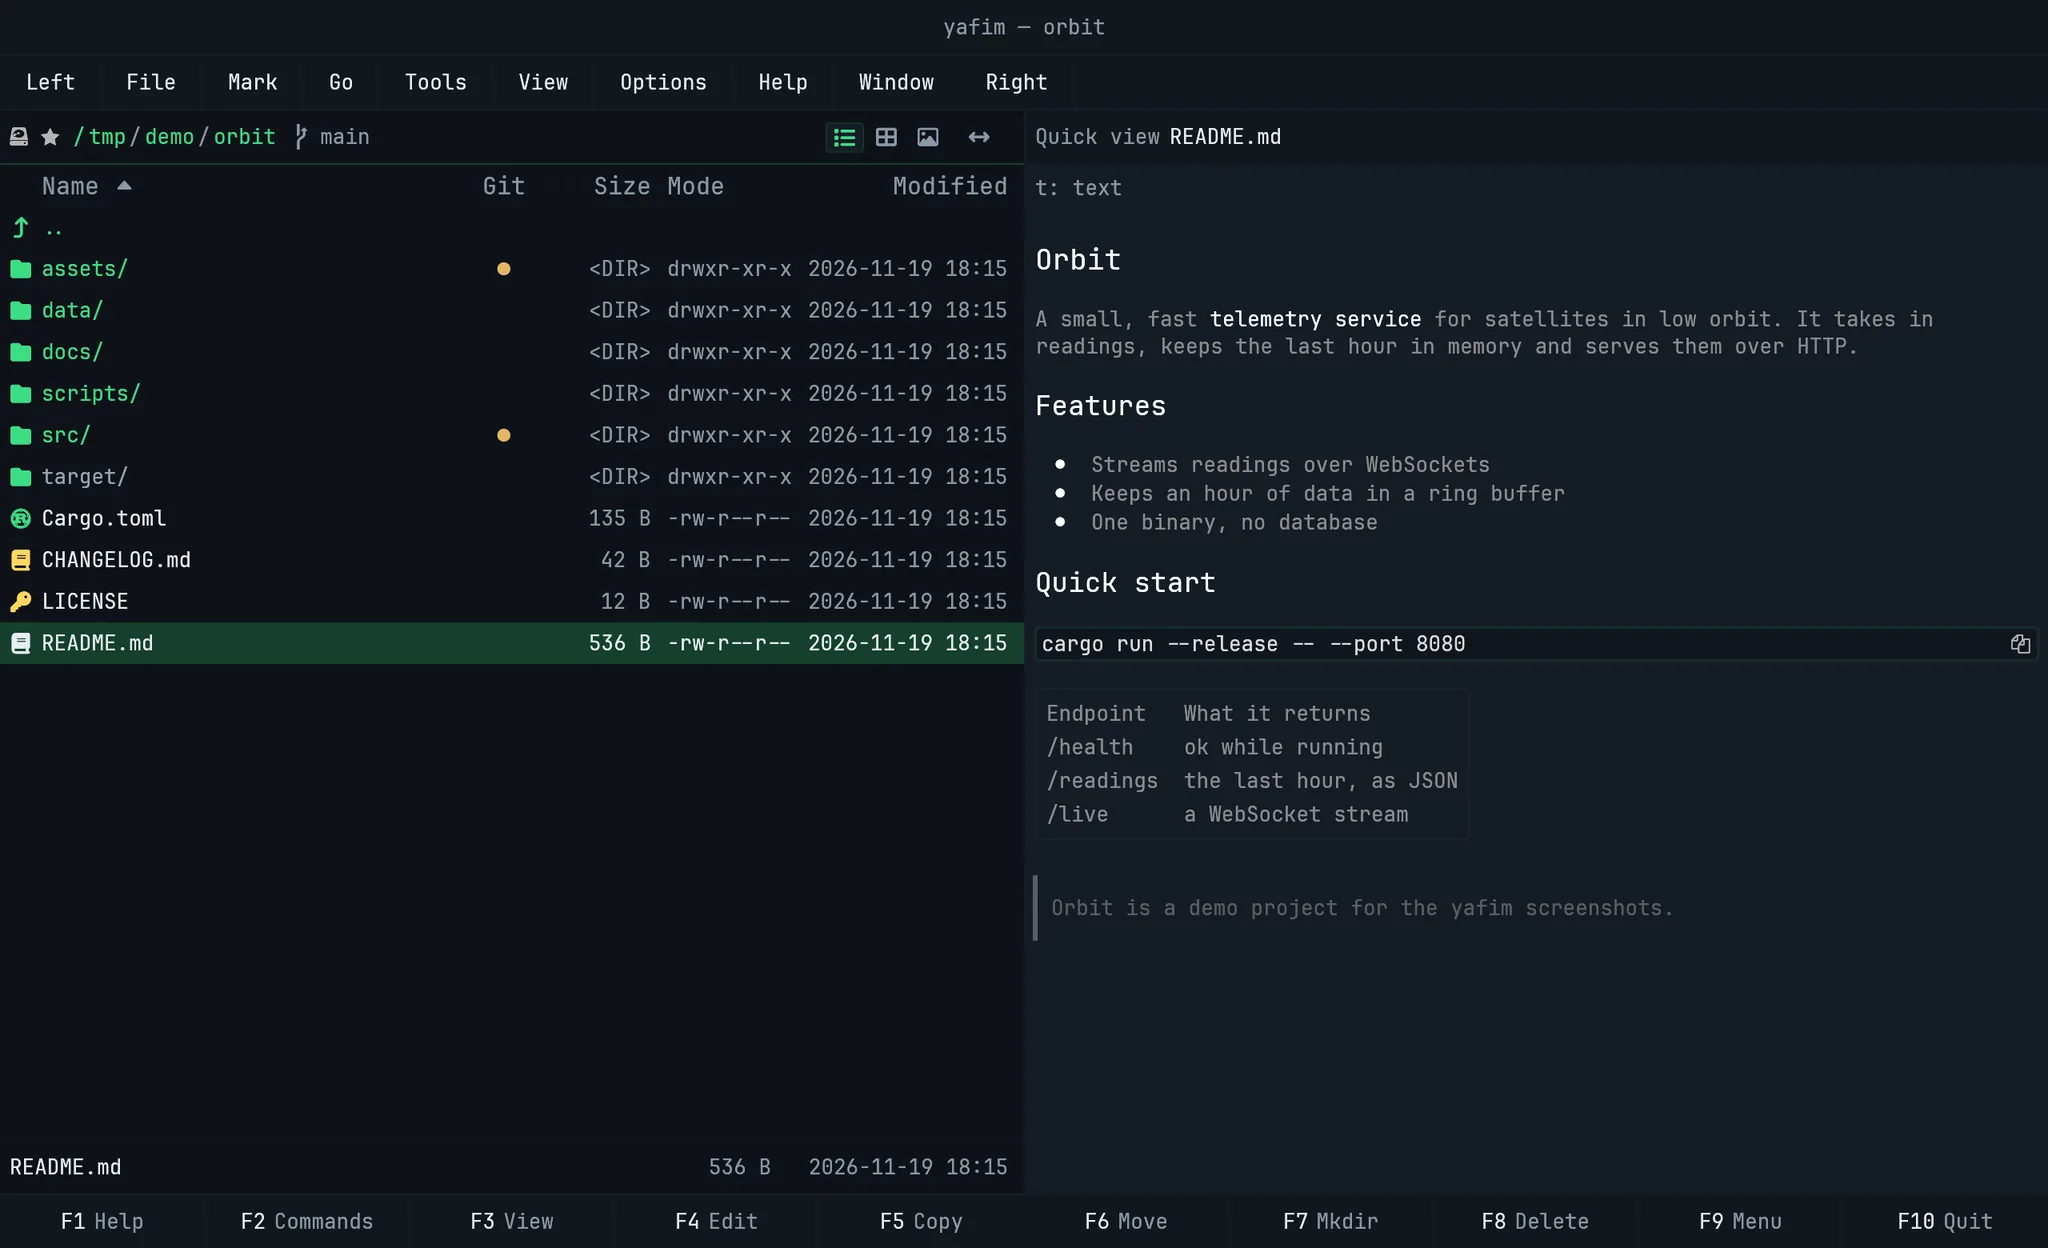 yafim — orbit
Left File Mark Go Tools View Options Help Window Right
/tmp/demo/orbit main
Name Git Size Mode Modified
..
assets/ <DIR> drwxr-xr-x 2026-11-19 18:15
data/ <DIR> drwxr-xr-x 2026-11-19 18:15
docs/ <DIR> drwxr-xr-x 2026-11-19 18:15
scripts/ <DIR> drwxr-xr-x 2026-11-19 18:15
src/ <DIR> drwxr-xr-x 2026-11-19 18:15
target/ <DIR> drwxr-xr-x 2026-11-19 18:15
Cargo.toml 135 B -rw-r--r-- 2026-11-19 18:15
CHANGELOG.md 42 B -rw-r--r-- 2026-11-19 18:15
LICENSE 12 B -rw-r--r-- 2026-11-19 18:15
README.md 536 B -rw-r--r-- 2026-11-19 18:15
README.md 536 B 2026-11-19 18:15
Quick view README.md
t: text
Orbit
A small, fast telemetry service for satellites in low orbit. It takes in
readings, keeps the last hour in memory and serves them over HTTP.
Features
• Streams readings over WebSockets
• Keeps an hour of data in a ring buffer
• One binary, no database
Quick start
cargo run --release -- --port 8080
Endpoint What it returns
/health ok while running
/readings the last hour, as JSON
/live a WebSocket stream
Orbit is a demo project for the yafim screenshots.
F1 Help F2 Commands F3 View F4 Edit F5 Copy F6 Move F7 Mkdir F8 Delete F9 Menu F10 Quit